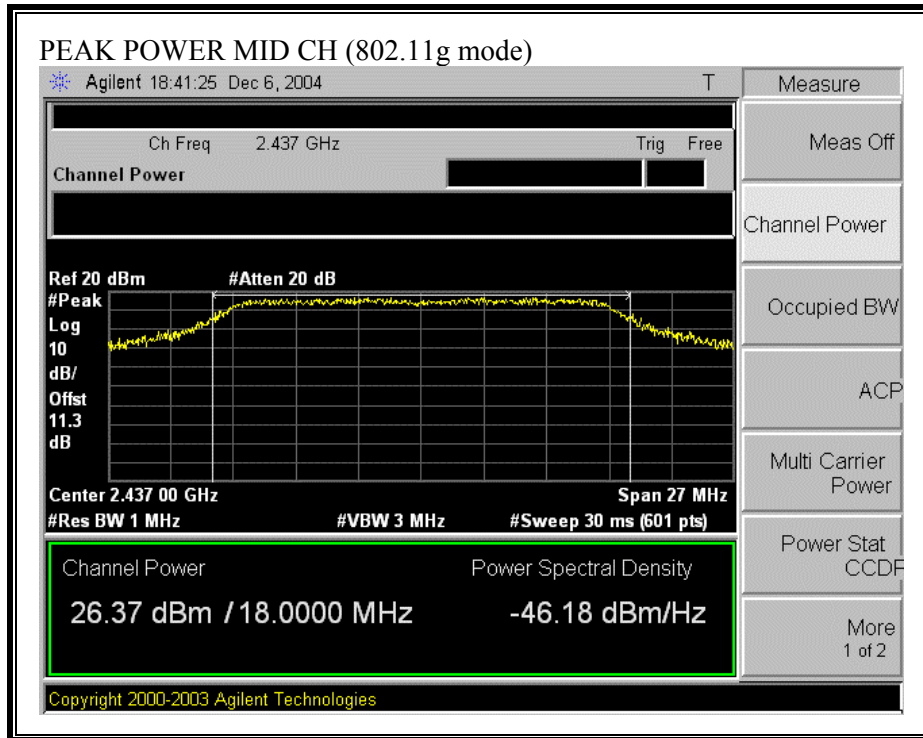 PEAK POWER MID CH (802.11g mode)
Agilent 18:41:25 Dec 6, 2004 T
Measure
Ch Freq 2.437 GHz Trig Free
Meas Off
Channel Power
Channel Power
Ref 20 dBm #Atten 20 dB
#Peak
Log
10
dB/
Offst
11.3
dB
Occupied BW
ACP
Multi Carrier
Power
Center 2.437 00 GHz Span 27 MHz
#Res BW 1 MHz #VBW 3 MHz #Sweep 30 ms (601 pts)
Power Stat
CCDF
Channel Power Power Spectral Density
26.37 dBm / 18.0000 MHz -46.18 dBm/Hz
More
1 of 2
Copyright 2000-2003 Agilent Technologies